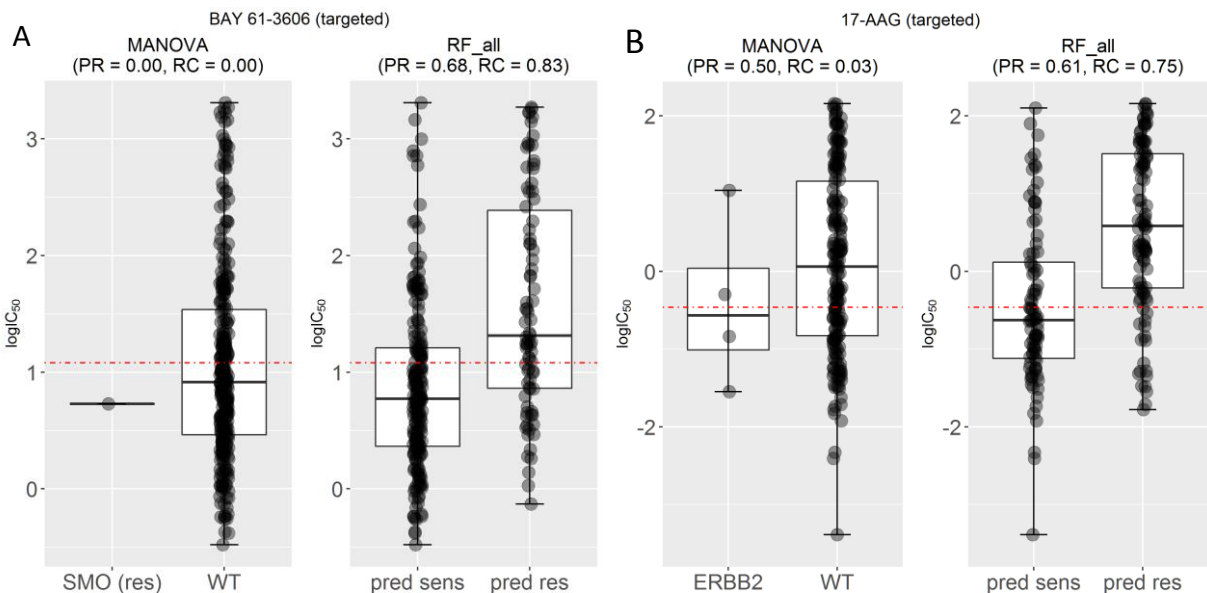 BAY 61-3606 (targeted)
A
MANOVA
(PR = 0.00, RC = 0.00)
RF_all
(PR = 0.68, RC = 0.83)
logIC50
3
2
1
0
SMO (res)
WT
logIC50
3
2
1
0
pred sens
pred res
17-AAG (targeted)
B
MANOVA
(PR = 0.50, RC = 0.03)
RF_all
(PR = 0.61, RC = 0.75)
logIC50
2
0
-2
ERBB2
WT
logIC50
2
0
-2
pred sens
pred res